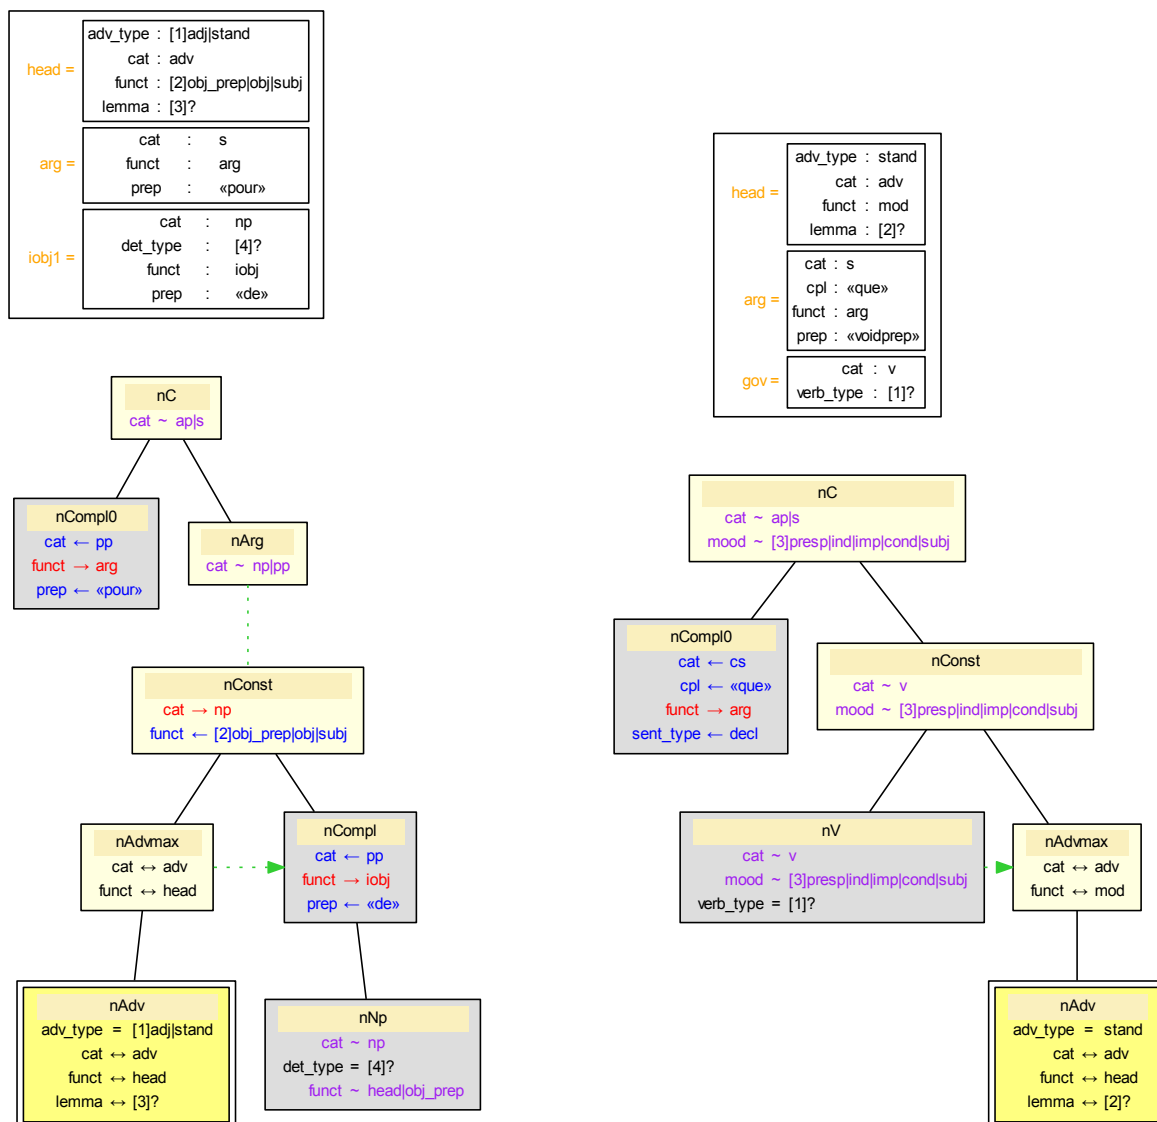 head =
adv_type : [1]adj|stand
cat : adv
funct : [2]obj_prep|obj|subj
lemma : [3]?
arg =
cat : s
funct : arg
prep : «pour»
iobj1 =
cat : np
det_type : [4]?
funct : iobj
prep : «de»
nC
cat ~ ap|s
nCompl0
cat ← pp
funct → arg
prep ← «pour»
nArg
cat ~ np|pp
nConst
cat → np
funct ← [2]obj_prep|obj|subj
nAdvmax
cat ↔ adv
funct ↔ head
nCompl
cat ← pp
funct → iobj
prep ← «de»
nAdv
adv_type = [1]adj|stand
cat ↔ adv
funct ↔ head
lemma ↔ [3]?
nNp
cat ~ np
det_type = [4]?
funct ~ head|obj_prep
head =
adv_type : stand
cat : adv
funct : mod
lemma : [2]?
arg =
cat : s
cpl : «que»
funct : arg
prep : «voidprep»
gov =
cat : v
verb_type : [1]?
nC
cat ~ ap|s
mood ~ [3]presp|ind|imp|cond|subj
nCompl0
cat ← cs
cpl ← «que»
funct → arg
sent_type ← decl
nConst
cat ~ v
mood ~ [3]presp|ind|imp|cond|subj
nV
cat ~ v
mood ~ [3]presp|ind|imp|cond|subj
verb_type = [1]?
nAdvmax
cat ↔ adv
funct ↔ mod
nAdv
adv_type = stand
cat ↔ adv
funct ↔ head
lemma ↔ [2]?